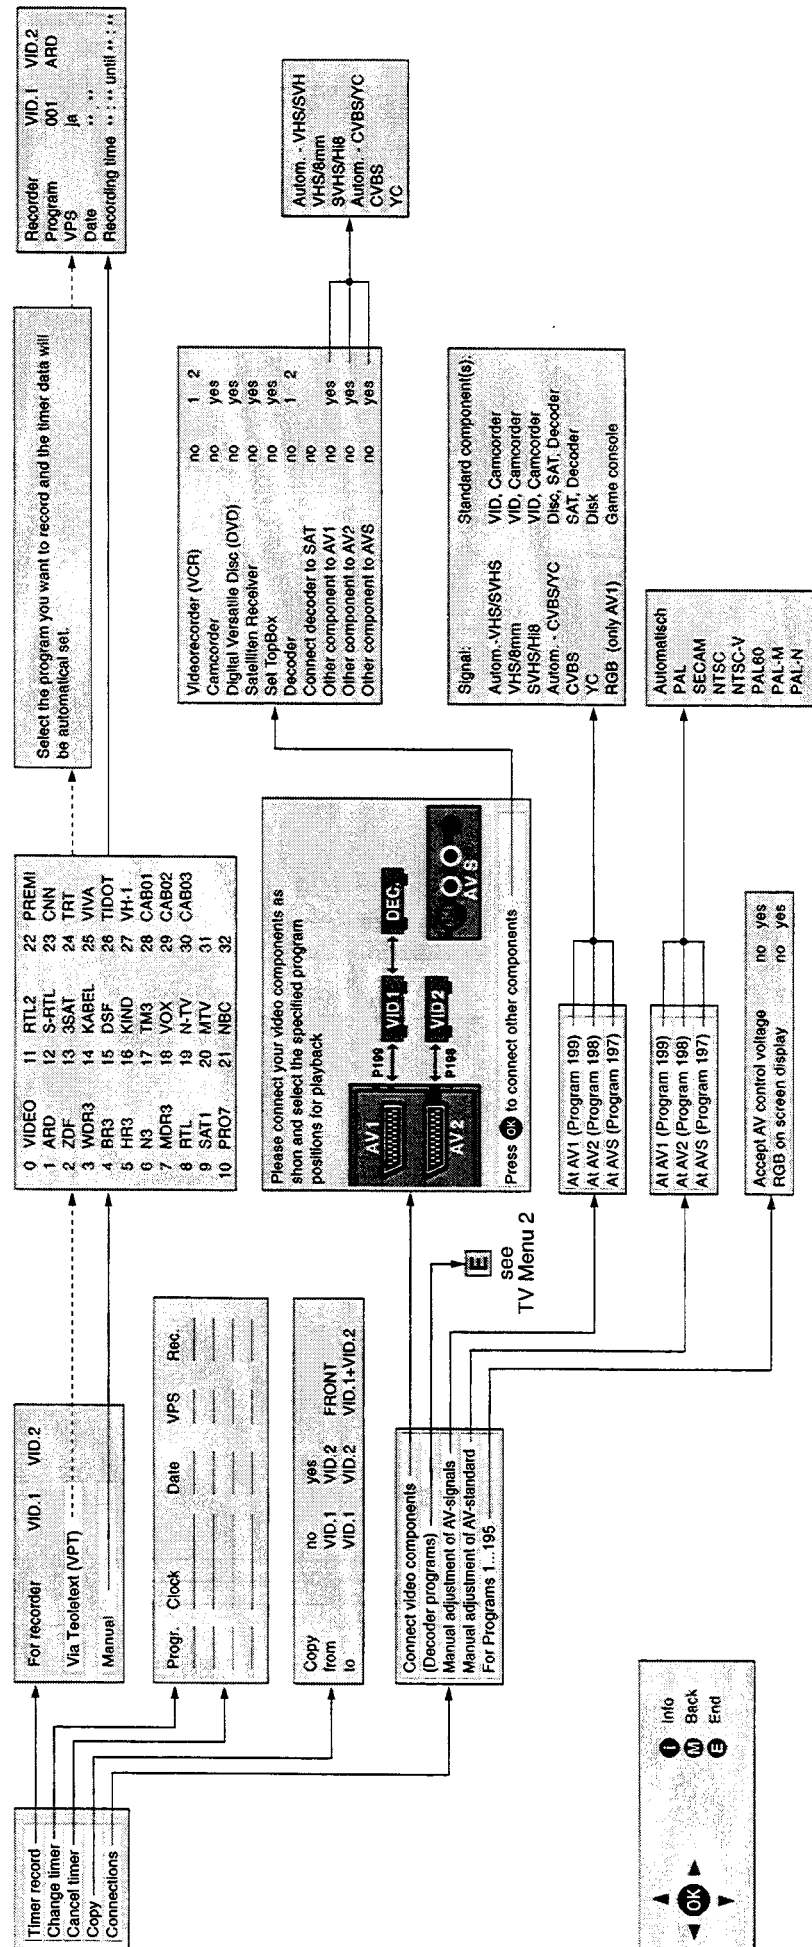 Timer record
Change timer
Cancel timer
Copy
Connections
For recorder VID.1 VID.2
Via Teoletext (VPT)
Manual
0 VIDEO 11 RTL2 22 PREMI
1 ARD 12 S-RTL 23 CNN
2 ZDF 13 3SAT 24 TRT
3 WDR3 14 KABEL 25 VIVA
4 BR3 15 DSF 26 TIDOT
5 HR3 16 KIND 27 VH-1
6 N3 17 TM3 28 CAB01
7 MDR3 18 VOX 29 CAB02
8 RTL 19 N-TV 30 CAB03
9 SAT1 20 MTV 31
10 PRO7 21 NBC 32
Select the program you want to record and the timer data will
be automatical set.
Recorder VID.1 VID.2
Program 001 ARD
VPS ja
Date **.**
Recording time **:** until **:**
Progr. Clock Date VPS Rec.
Copy no yes
from VID.1 VID.2 FRONT
to VID.1 VID.2 VID.1+VID.2
Connect video components
(Decoder programs)
Manual adjustment of AV-signals
Manual adjustment of AV-standard
For Programs 1...195
Please connect your video components as
shon and select the specified program
positions for playback
AV1
P199
VID1
DEC.
AV2
P198
VID2
AVS
Press OK to connect other components
E
see
TV Menu 2
Videorecorder (VCR) no 1 2
Camcorder no yes
Digital Versatile Disc (DVD) no yes
Satelliten Receiver no yes
Set TopBox no yes
Decoder no 1 2
Connect decoder to SAT no
Other component to AV1 no yes
Other component to AV2 no yes
Other component to AVS no yes
Autom. - VHS/SVH
VHS/8mm
SVHS/Hi8
Autom. - CVBS/YC
CVBS
YC
At AV1 (Program 199)
At AV2 (Program 198)
At AVS (Program 197)
Signal: Standard component(s):
Autom.-VHS/SVHS VID, Camcorder
VHS/8mm VID, Camcorder
SVHS/Hi8 VID, Camcorder
Autom. - CVBS/YC Disc, SAT, Decoder
CVBS SAT, Decoder
YC Disk
RGB (only AV1) Game console
At AV1 (Program 199)
At AV2 (Program 198)
At AVS (Program 197)
Automatisch
PAL
SECAM
NTSC
NTSC-V
PAL60
PAL-M
PAL-N
Accept AV control voltage no yes
RGB on screen display no yes
OK
i Info
M Back
E End